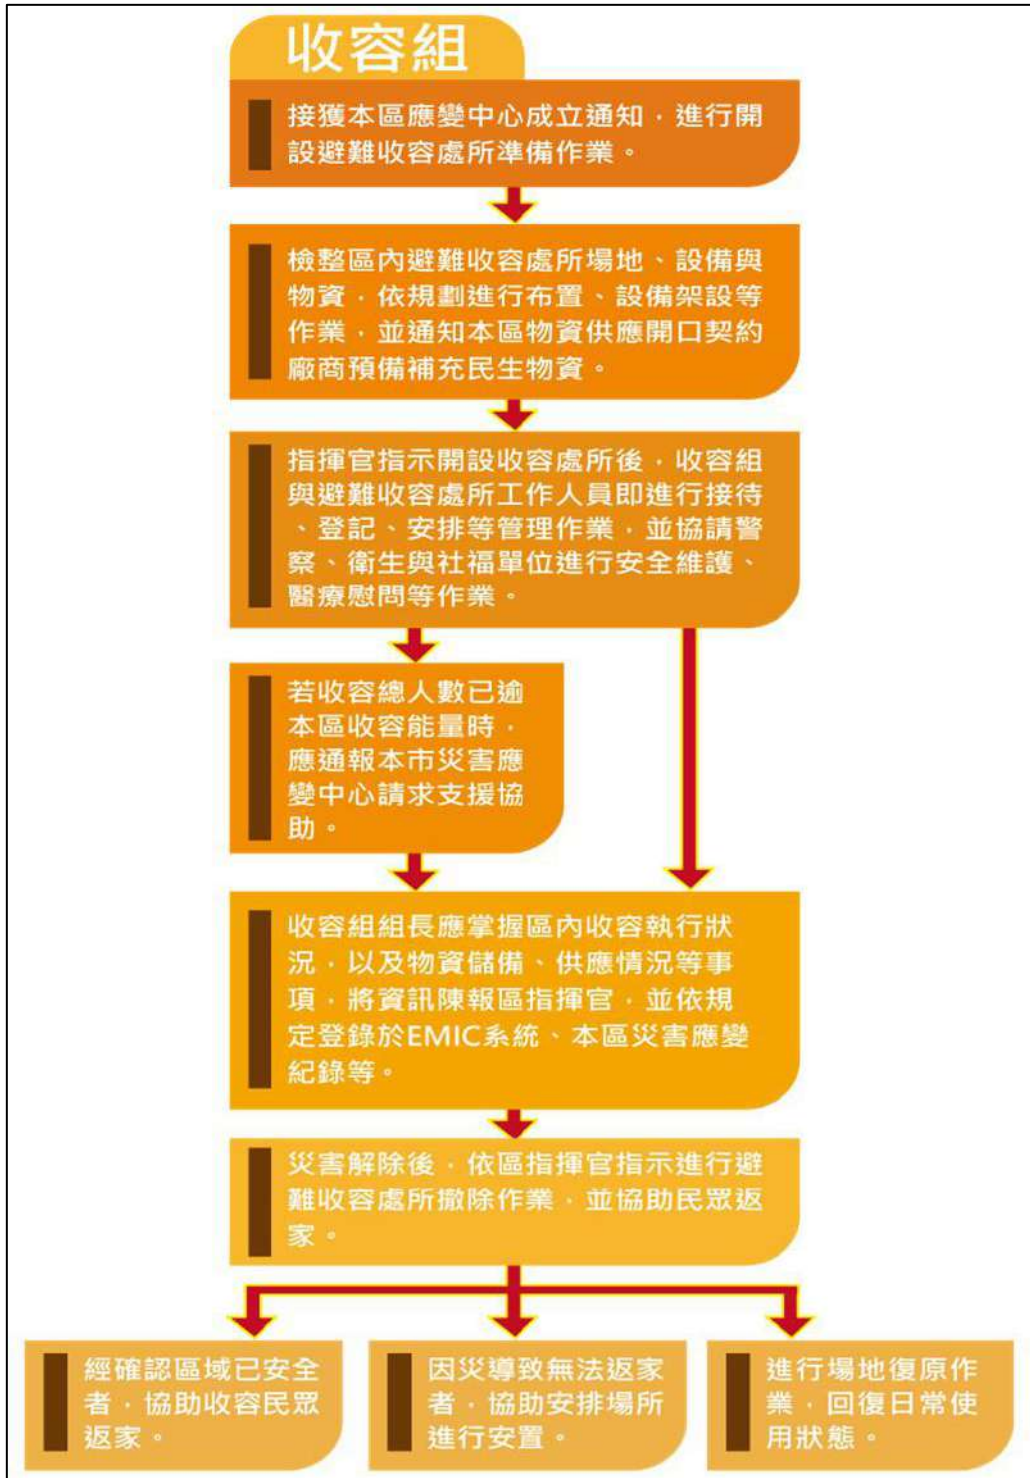 收容組
接獲本區應變中心成立通知，進行開
設避難收容處所準備作業。
檢整區內避難收容處所場地、設備與
物資，依規劃進行布置、設備架設等
作業，並通知本區物資供應開口契約
廠商預備補充民生物資。
指揮官指示開設收容處所後，收容組
與避難收容處所工作人員即進行接待
、登記、安排等管理作業，並協請警
察、衛生與社福單位進行安全維護、
醫療慰問等作業。
若收容總人數已逾
本區收容能量時，
應通報本市災害應
變中心請求支援協
助。
收容組組長應掌握區內收容執行狀
況，以及物資儲備、供應情況等事
項，將資訊陳報區指揮官，並依規
定登錄於EMIC系統、本區災害應變
紀錄等。
災害解除後，依區指揮官指示進行避
難收容處所撤除作業，並協助民眾返
家。
經確認區域已安全
者，協助收容民眾
返家。
因災導致無法返家
者，協助安排場所
進行安置。
進行場地復原作
業，回復日常使
用狀態。